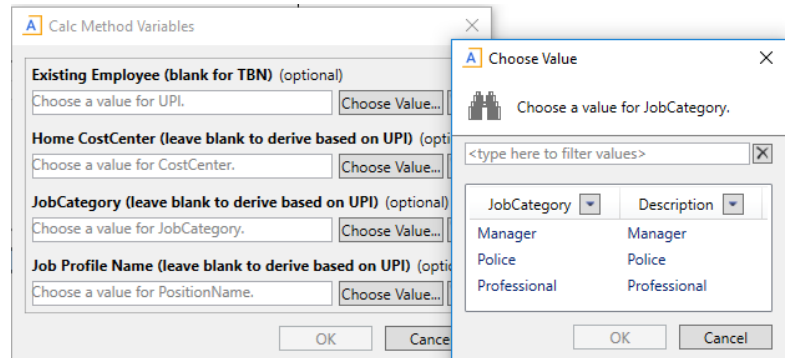 A Calc Method Variables
Existing Employee (blank for TBN) (optional)
Choose a value for UPI.
Choose Value...
Home CostCenter (leave blank to derive based on UPI) (opti
Choose a value for CostCenter.
Choose Value...
JobCategory (leave blank to derive based on UPI) (optional)
Choose a value for JobCategory.
Choose Value...
Job Profile Name (leave blank to derive based on UPI) (optic
Choose a value for PositionName.
Choose Value...
OK
Cance
A Choose Value
Choose a value for JobCategory.
<type here to filter values>
JobCategory Description
Manager Manager
Police Police
Professional Professional
OK
Cancel